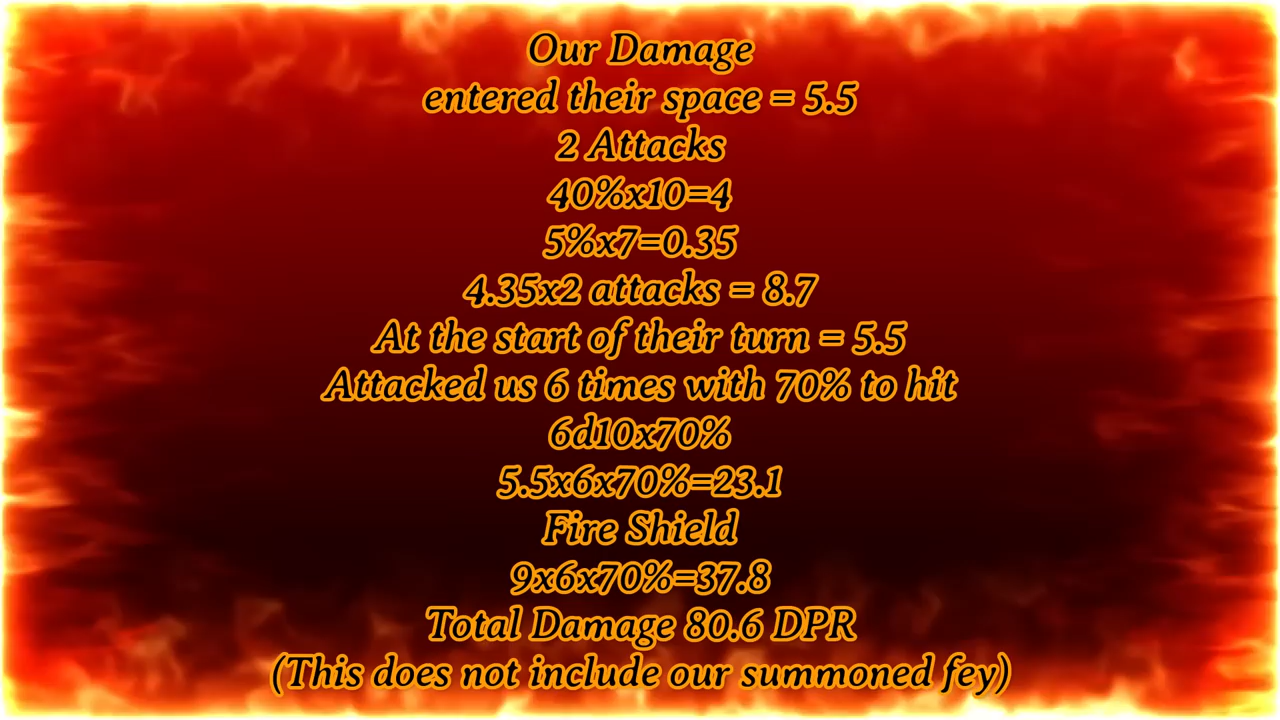 Our Damage
entered their space = 5.5
2 Attacks
40%x10=4
5%x7=0.35
4.35x2 attacks = 8.7
At the start of their turn = 5.5
Attacked us 6 times with 70% to hit
6d10x70%
5.5x6x70%=23.1
Fire Shield
9x6x70%=37.8
Total Damage 80.6 DPR
(This does not include our summoned fey)